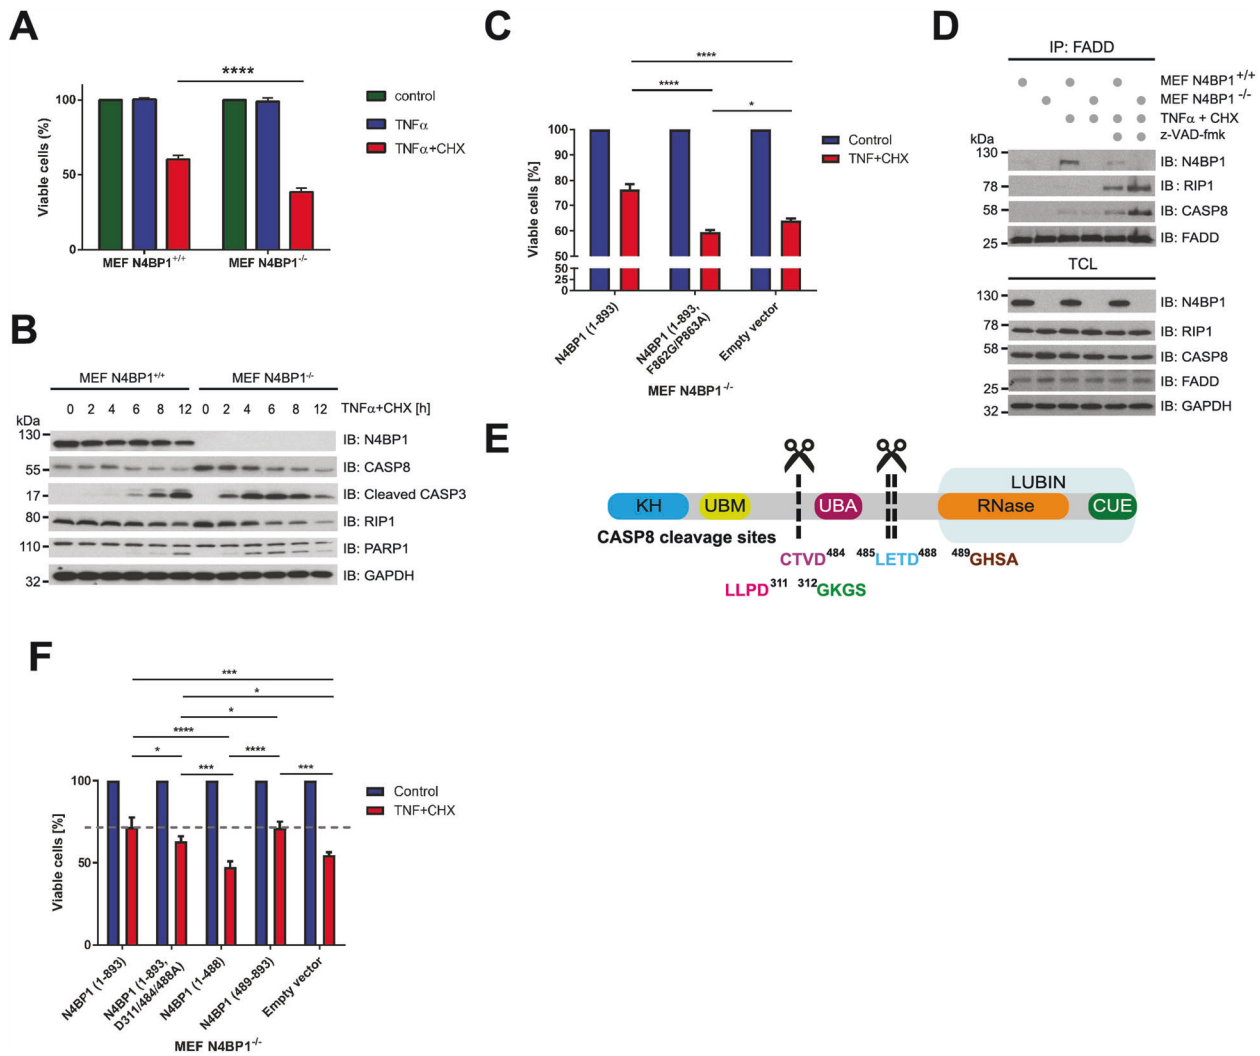 A
****
100
50
0
Viable cells (%)
control
TNFα
TNFα+CHX
MEF N4BP1+/+
MEF N4BP1-/-
B
MEF N4BP1+/+
MEF N4BP1-/-
0 2 4 6 8 12 0 2 4 6 8 12 TNFα+CHX [h]
kDa
130
IB: N4BP1
55
IB: CASP8
17
IB: Cleaved CASP3
80
IB: RIP1
110
IB: PARP1
32
IB: GAPDH
C
****
****
*
100
90
80
70
60
50
50
25
0
Viable cells [%]
Control
TNF+CHX
N4BP1 (1-893)
N4BP1 (1-893,
F862G/P863A)
Empty vector
MEF N4BP1-/-
D
IP: FADD
MEF N4BP1+/+
MEF N4BP1-/-
TNFα + CHX
z-VAD-fmk
kDa
130
IB: N4BP1
78
IB : RIP1
58
IB: CASP8
25
IB: FADD
TCL
130
IB: N4BP1
78
IB: RIP1
58
IB: CASP8
IB: FADD
25
32
IB: GAPDH
E
LUBIN
KH UBM UBA RNase CUE
CASP8 cleavage sites
CTVD484 485LETD488 489GHSA
LLPD311 312GKGS
F
***
*
*
****
* ****
*** ***
100
50
0
Viable cells [%]
Control
TNF+CHX
N4BP1 (1-893)
N4BP1 (1-893,
D311/484/488A)
N4BP1 (1-488)
N4BP1 (489-893)
Empty vector
MEF N4BP1-/-